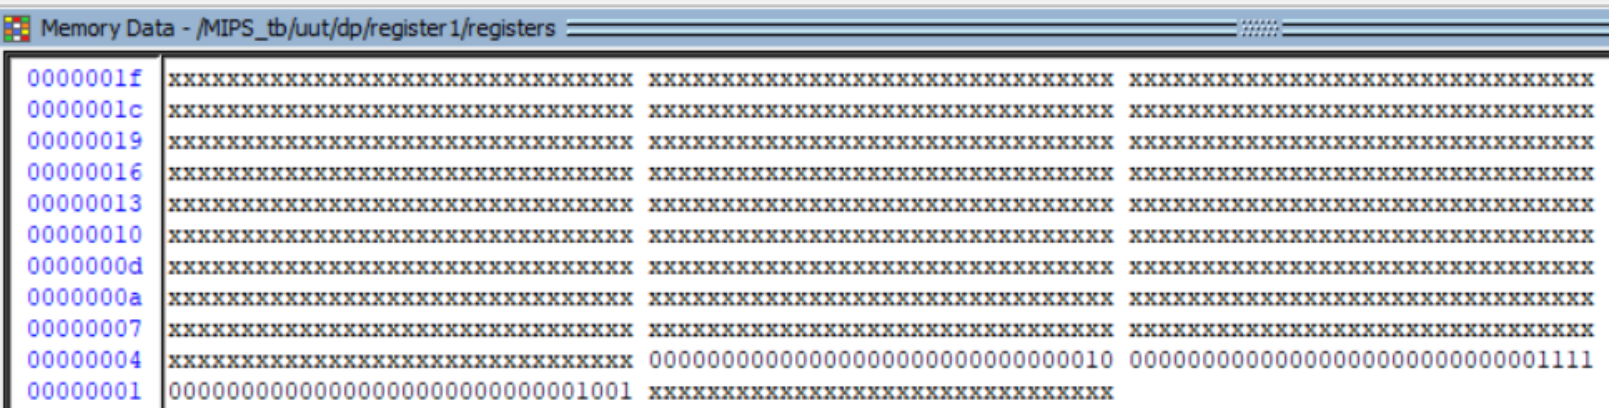 Memory Data - /MIPS_tb/uut/dp/register1/registers
0000001f xxxxxxxxxxxxxxxxxxxxxxxxxxxxxxxx xxxxxxxxxxxxxxxxxxxxxxxxxxxxxxxx xxxxxxxxxxxxxxxxxxxxxxxxxxxxxxxx
0000001c xxxxxxxxxxxxxxxxxxxxxxxxxxxxxxxx xxxxxxxxxxxxxxxxxxxxxxxxxxxxxxxx xxxxxxxxxxxxxxxxxxxxxxxxxxxxxxxx
00000019 xxxxxxxxxxxxxxxxxxxxxxxxxxxxxxxx xxxxxxxxxxxxxxxxxxxxxxxxxxxxxxxx xxxxxxxxxxxxxxxxxxxxxxxxxxxxxxxx
00000016 xxxxxxxxxxxxxxxxxxxxxxxxxxxxxxxx xxxxxxxxxxxxxxxxxxxxxxxxxxxxxxxx xxxxxxxxxxxxxxxxxxxxxxxxxxxxxxxx
00000013 xxxxxxxxxxxxxxxxxxxxxxxxxxxxxxxx xxxxxxxxxxxxxxxxxxxxxxxxxxxxxxxx xxxxxxxxxxxxxxxxxxxxxxxxxxxxxxxx
00000010 xxxxxxxxxxxxxxxxxxxxxxxxxxxxxxxx xxxxxxxxxxxxxxxxxxxxxxxxxxxxxxxx xxxxxxxxxxxxxxxxxxxxxxxxxxxxxxxx
0000000d xxxxxxxxxxxxxxxxxxxxxxxxxxxxxxxx xxxxxxxxxxxxxxxxxxxxxxxxxxxxxxxx xxxxxxxxxxxxxxxxxxxxxxxxxxxxxxxx
0000000a xxxxxxxxxxxxxxxxxxxxxxxxxxxxxxxx xxxxxxxxxxxxxxxxxxxxxxxxxxxxxxxx xxxxxxxxxxxxxxxxxxxxxxxxxxxxxxxx
00000007 xxxxxxxxxxxxxxxxxxxxxxxxxxxxxxxx xxxxxxxxxxxxxxxxxxxxxxxxxxxxxxxx xxxxxxxxxxxxxxxxxxxxxxxxxxxxxxxx
00000004 xxxxxxxxxxxxxxxxxxxxxxxxxxxxxxxx 00000000000000000000000000000010 00000000000000000000000000001111
00000001 00000000000000000000000000001001 xxxxxxxxxxxxxxxxxxxxxxxxxxxxxxxx